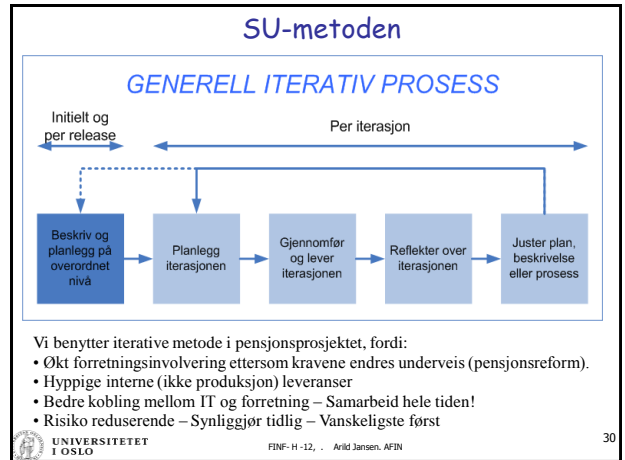 SU-metoden
GENERELL ITERATIV PROSESS
Initielt og
per release
Per iterasjon
Beskriv og
planlegg på
overordnet
nivå
Planlegg
iterasjonen
Gjennomfør
og lever
iterasjonen
Reflekter over
iterasjonen
Juster plan,
beskrivelse
eller prosess
Vi benytter iterative metode i pensjonsprosjektet, fordi:
• Økt forretningsinvolvering ettersom kravene endres underveis (pensjonsreform).
• Hyppige interne (ikke produksjon) leveranser
• Bedre kobling mellom IT og forretning – Samarbeid hele tiden!
• Risiko reduserende – Synliggjør tidlig – Vanskeligste først
UNIVERSITETET
I OSLO
FINF- H -12, . Arild Jansen. AFIN
30